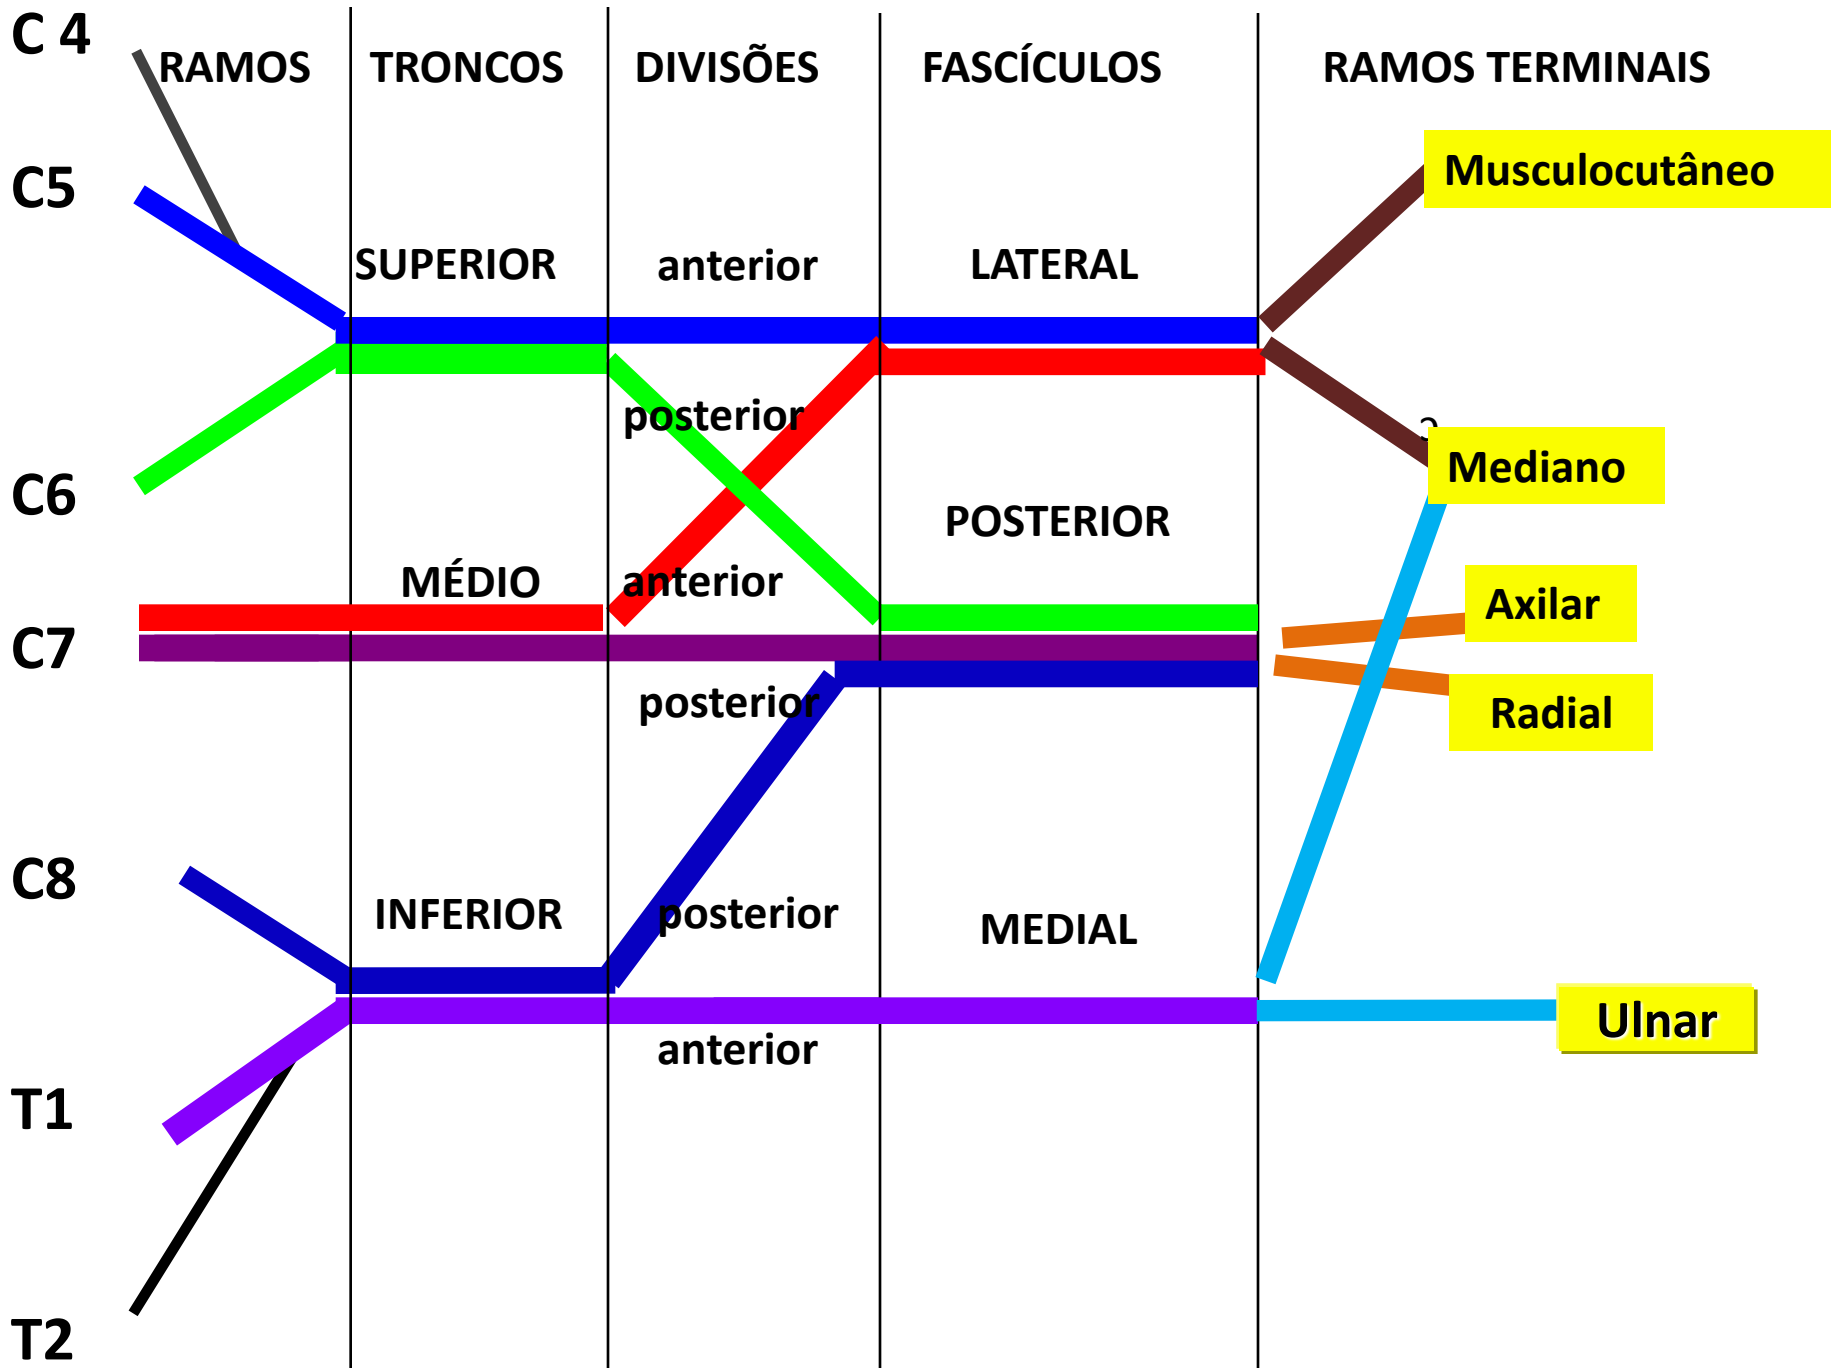 C 4
RAMOS TRONCOS DIVISÕES FASCÍCULOS RAMOS TERMINAIS
Musculocutâneo
C5
SUPERIOR anterior LATERAL
posterior
Mediano
C6
POSTERIOR
MÉDIO anterior
Axilar
C7
posterior
Radial
C8
INFERIOR posterior MEDIAL
Ulnar
anterior
T1
T2